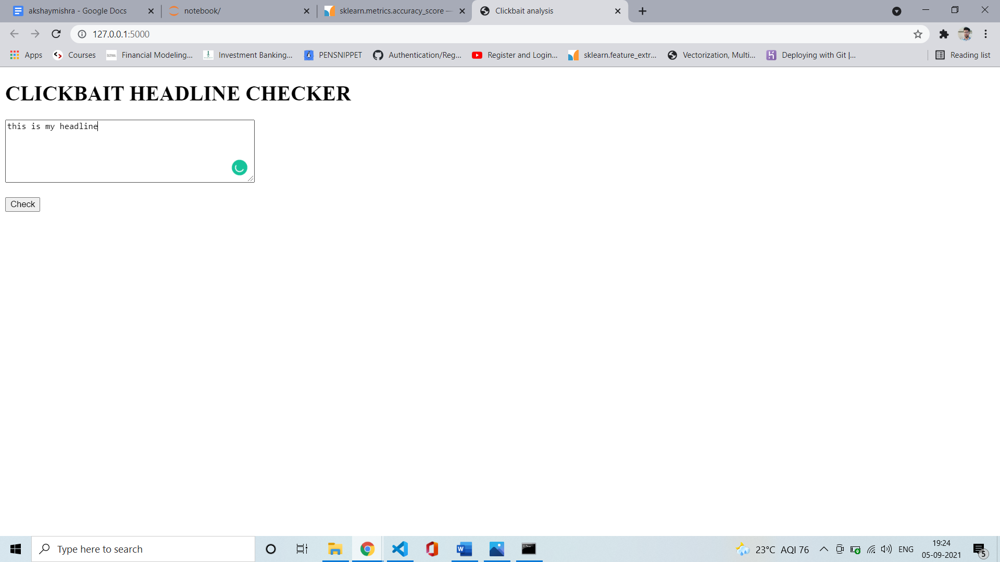 akshaymishra - Google Docs
notebook/
sklearn.metrics.accuracy_score —
Clickbait analysis
127.0.0.1:5000
Apps
Courses
Financial Modeling...
Investment Banking...
PENSNIPPET
Authentication/Reg...
Register and Login...
sklearn.feature_extr...
Vectorization, Multi...
Deploying with Git |...
Reading list
CLICKBAIT HEADLINE CHECKER
this is my headline
Check
Type here to search
23°C AQI 76
ENG
19:24
05-09-2021
5